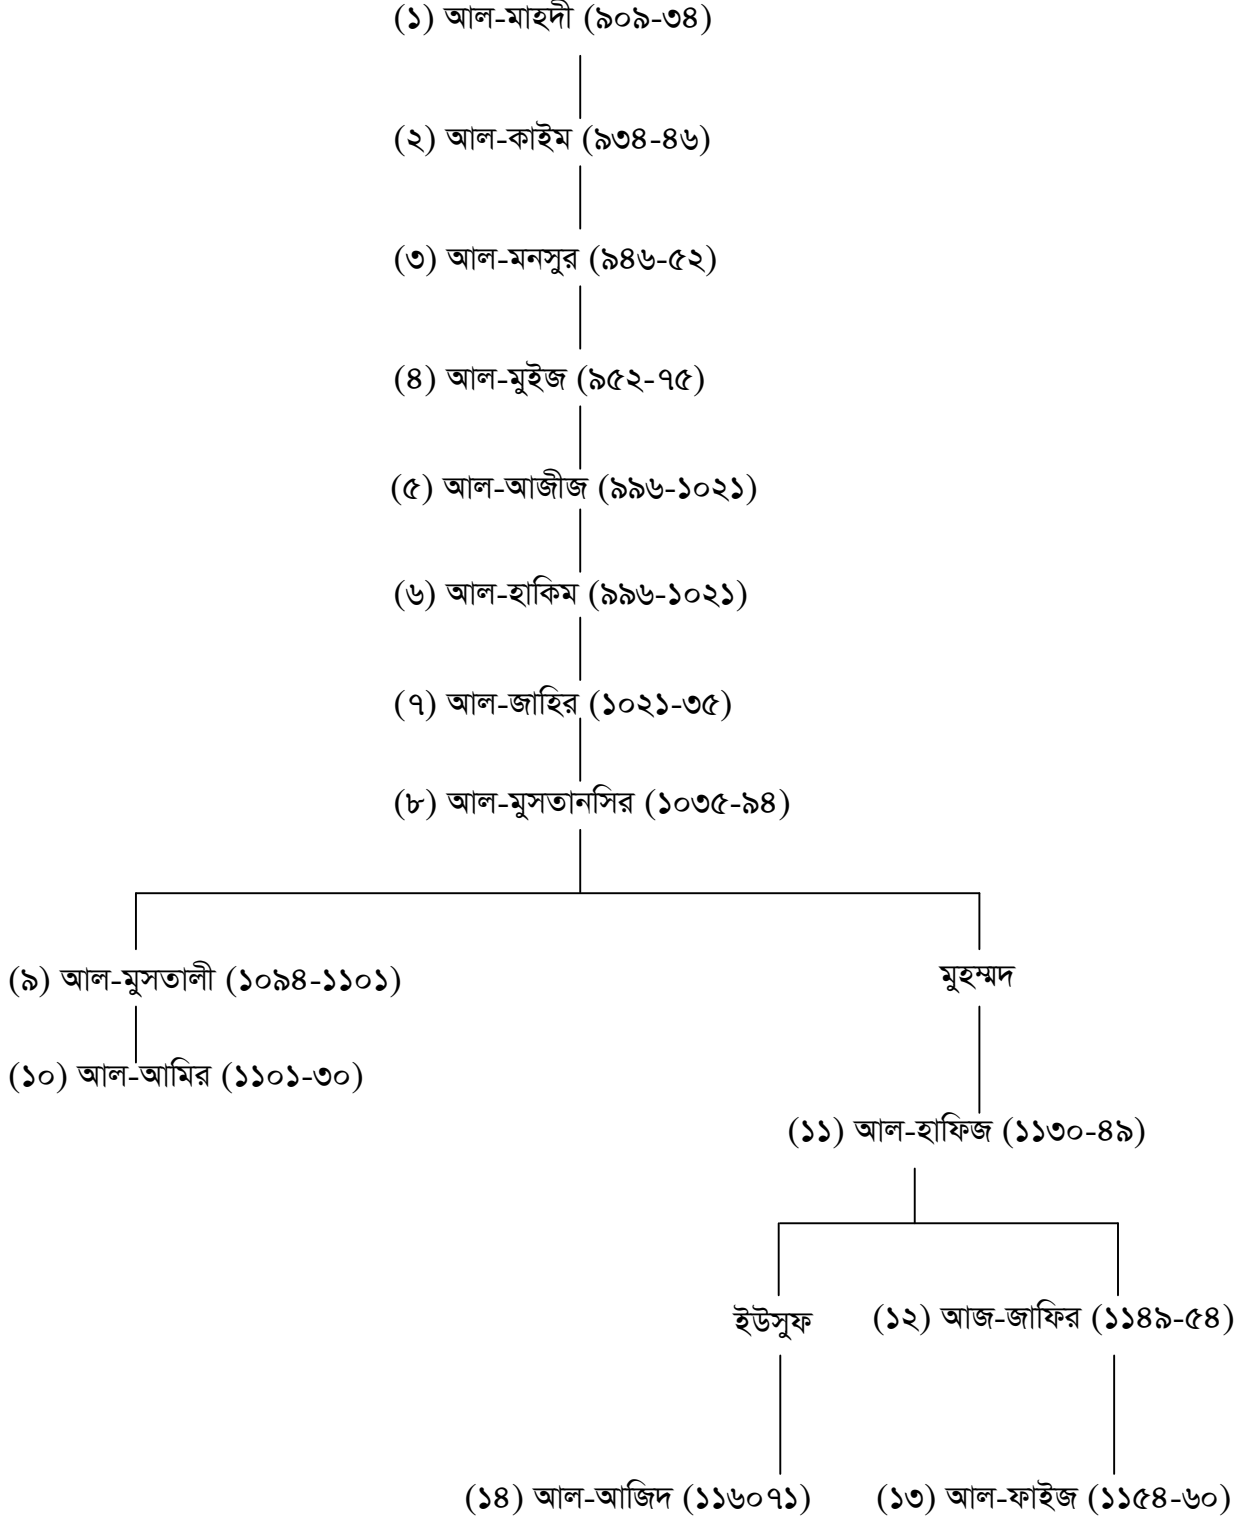 (১) আল-মাহদী (৯০৯-৩৪)
(২) আল-কাইম (৯৩৪-৪৬)
(৩) আল-মনসুর (৯৪৬-৫২)
(৪) আল-মুইজ (৯৫২-৭৫)
(৫) আল-আজীজ (৯৯৬-১০২১)
(৬) আল-হাকিম (৯৯৬-১০২১)
(৭) আল-জাহির (১০২১-৩৫)
(৮) আল-মুসতানসির (১০৩৫-৯৪)
(৯) আল-মুসতালী (১০৯৪-১১০১) মুহম্মদ
(১০) আল-আমির (১১০১-৩০)
(১১) আল-হাফিজ (১১৩০-৪৯)
ইউসুফ (১২) আজ-জাফির (১১৪৯-৫৪)
(১৪) আল-আজিদ (১১৬০৭১) (১৩) আল-ফাইজ (১১৫৪-৬০)